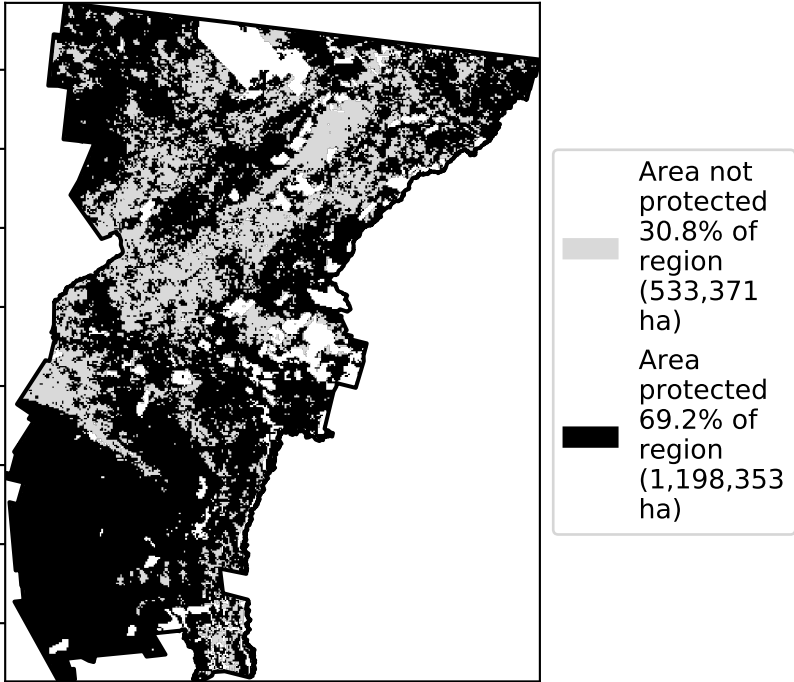 Area not
protected
30.8% of
region
(533,371
ha)
Area
protected
69.2% of
region
(1,198,353
ha)